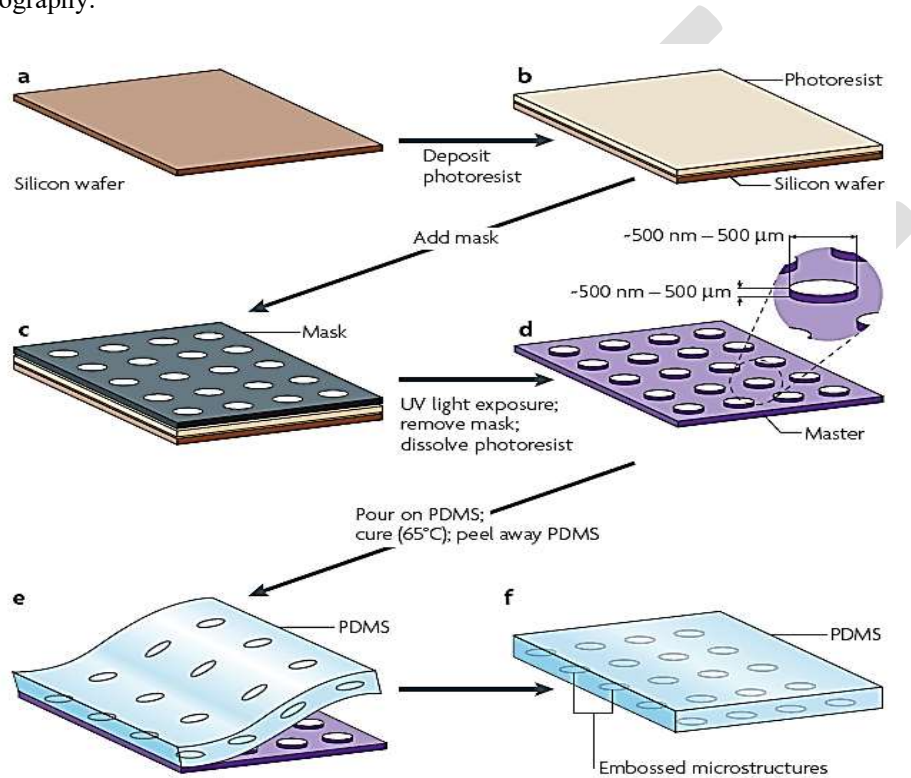 ography.
a
b
Photoresist
Silicon wafer
Deposit
photoresist
Silicon wafer
Add mask
~500 nm – 500 µm
~500 nm – 500 µm
c
Mask
d
UV light exposure;
remove mask;
dissolve photoresist
Master
Pour on PDMS;
cure (65°C); peel away PDMS
e
PDMS
f
PDMS
Embossed microstructures